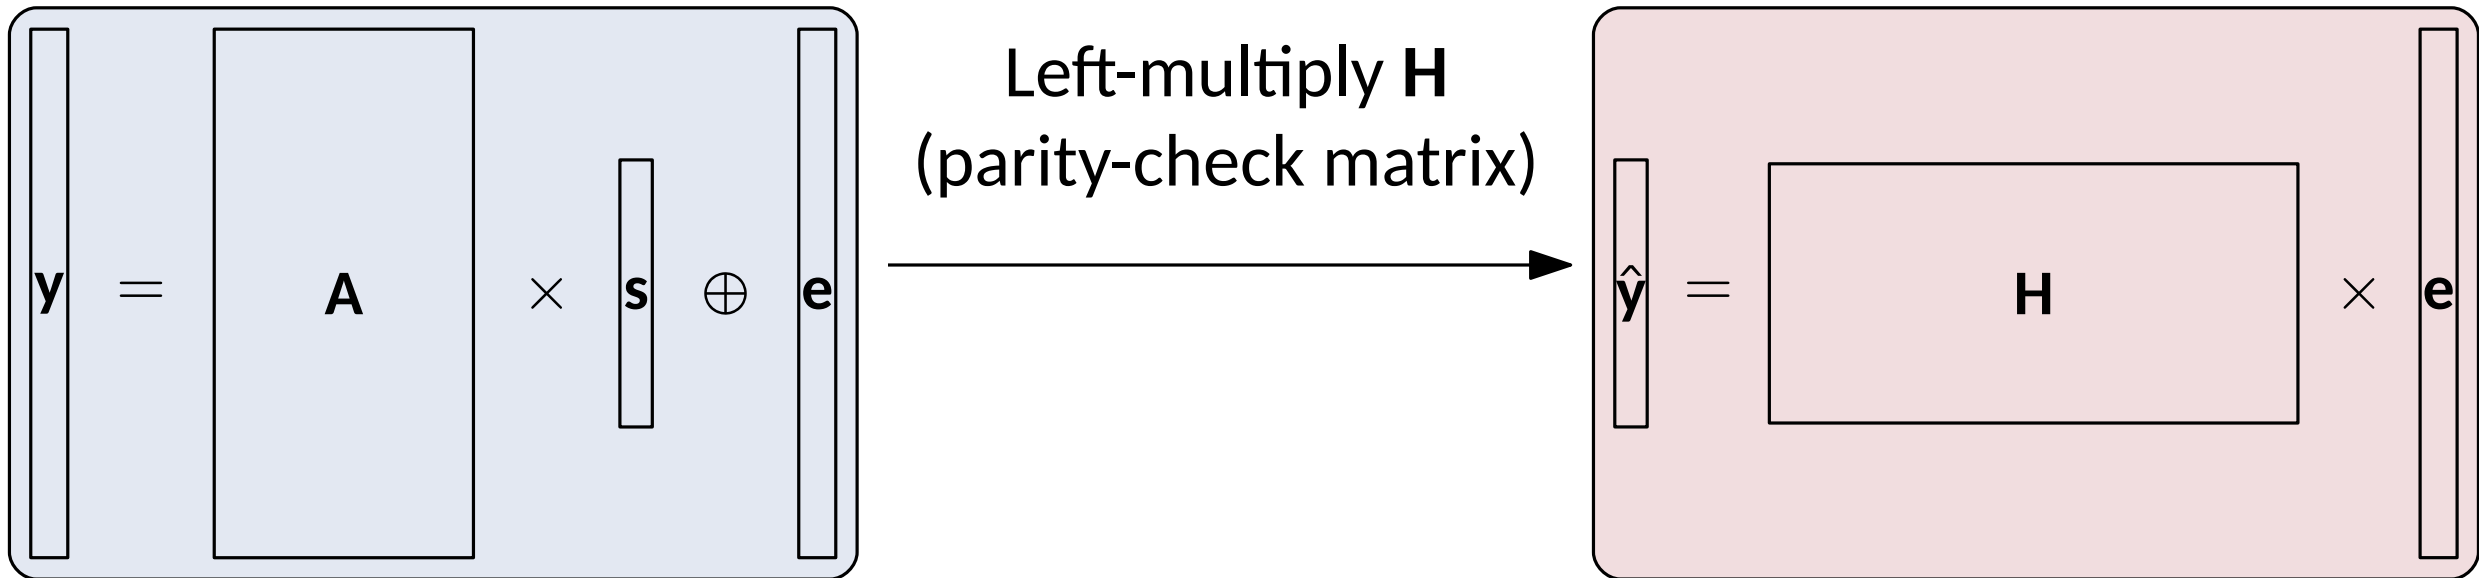 y = A × s ⊕ e
Left-multiply H
(parity-check matrix)
ŷ = H × e